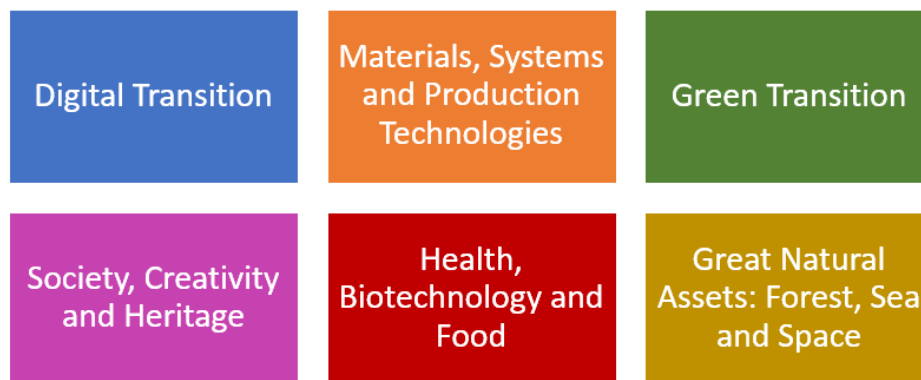 Digital Transition
Materials, Systems
and Production
Technologies
Green Transition
Society, Creativity
and Heritage
Health,
Biotechnology and
Food
Great Natural
Assets: Forest, Sea
and Space